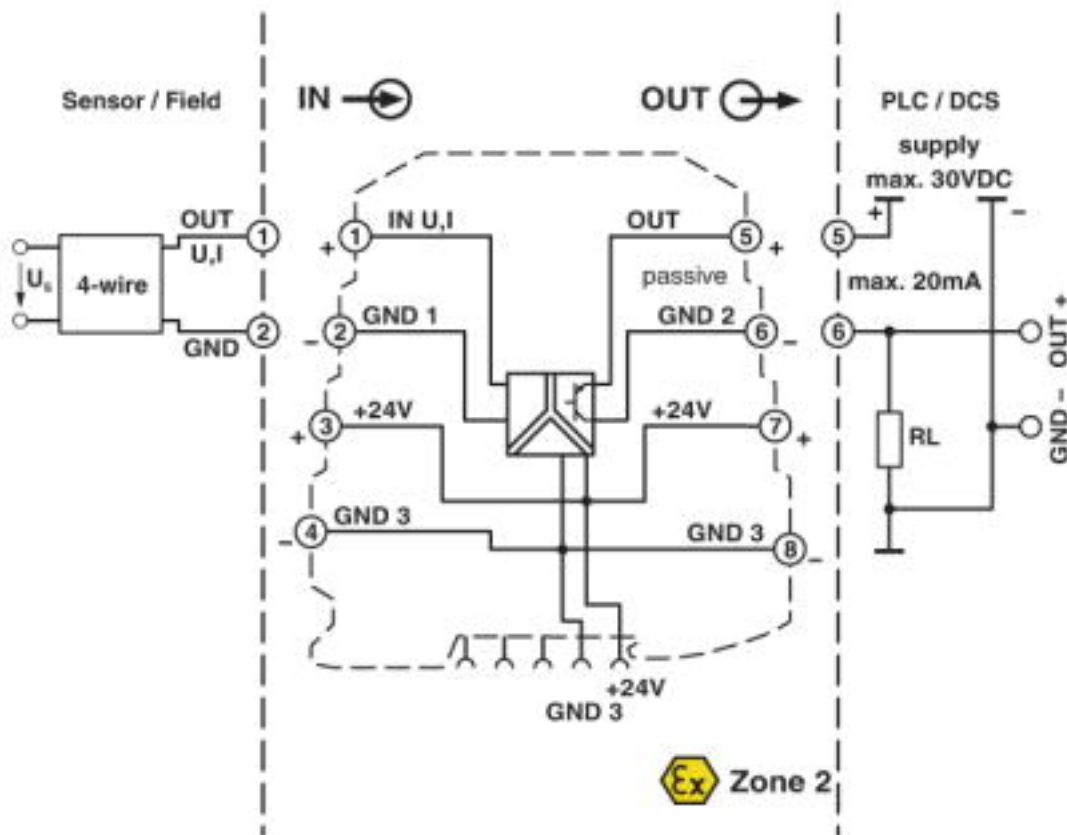 Sensor / Field
IN
OUT
PLC / DCS
supply
max. 30VDC
+
−
OUT
U,I
1
+
1
IN U,I
OUT
5
+
5
Us
4-wire
passive
max. 20mA
GND
2
−
2
GND 1
GND 2
6
−
6
OUT +
GND −
3
+
+24V
+24V
7
+
RL
4
−
GND 3
GND 3
8
−
+24V
GND 3
Ex
Zone 2